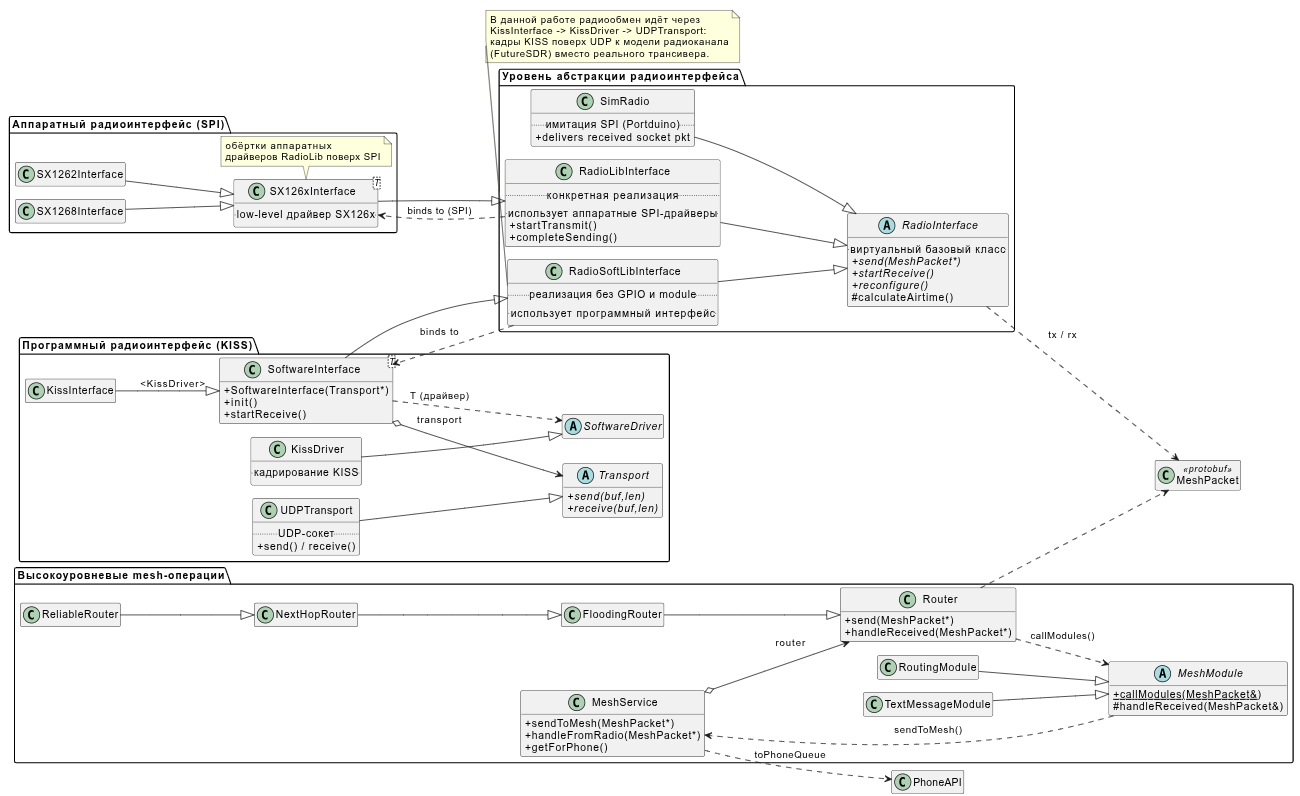 В данной работе радиообмен идёт через
KissInterface -> KissDriver -> UDPTransport:
кадры KISS поверх UDP к модели радиоканала
(FutureSDR) вместо реального трансивера.
Уровень абстракции радиоинтерфейса
C SimRadio
имитация SPI (Portduino)
+delivers received socket pkt
Аппаратный радиоинтерфейс (SPI)
обёртки аппаратных
драйверов RadioLib поверх SPI
C SX1262Interface
C SX1268Interface
C SX126xInterface
T
low-level драйвер SX126x
binds to (SPI)
C RadioLibInterface
конкретная реализация
использует аппаратные SPI-драйверы
+startTransmit()
+completeSending()
A RadioInterface
виртуальный базовый класс
+send(MeshPacket*)
+startReceive()
+reconfigure()
#calculateAirtime()
C RadioSoftLibInterface
реализация без GPIO и module
использует программный интерфейс
binds to
tx / rx
Программный радиоинтерфейс (KISS)
C KissInterface
<KissDriver>
C SoftwareInterface
T
+SoftwareInterface(Transport*)
+init()
+startReceive()
T (драйвер)
transport
A SoftwareDriver
C KissDriver
кадрирование KISS
A Transport
+send(buf,len)
+receive(buf,len)
C UDPTransport
UDP-сокет
+send() / receive()
C «protobuf»
MeshPacket
Высокоуровневые mesh-операции
C ReliableRouter
C NextHopRouter
C FloodingRouter
C Router
+send(MeshPacket*)
+handleReceived(MeshPacket*)
router
callModules()
C RoutingModule
C TextMessageModule
A MeshModule
+callModules(MeshPacket&)
#handleReceived(MeshPacket&)
C MeshService
+sendToMesh(MeshPacket*)
+handleFromRadio(MeshPacket*)
+getForPhone()
sendToMesh()
toPhoneQueue
C PhoneAPI